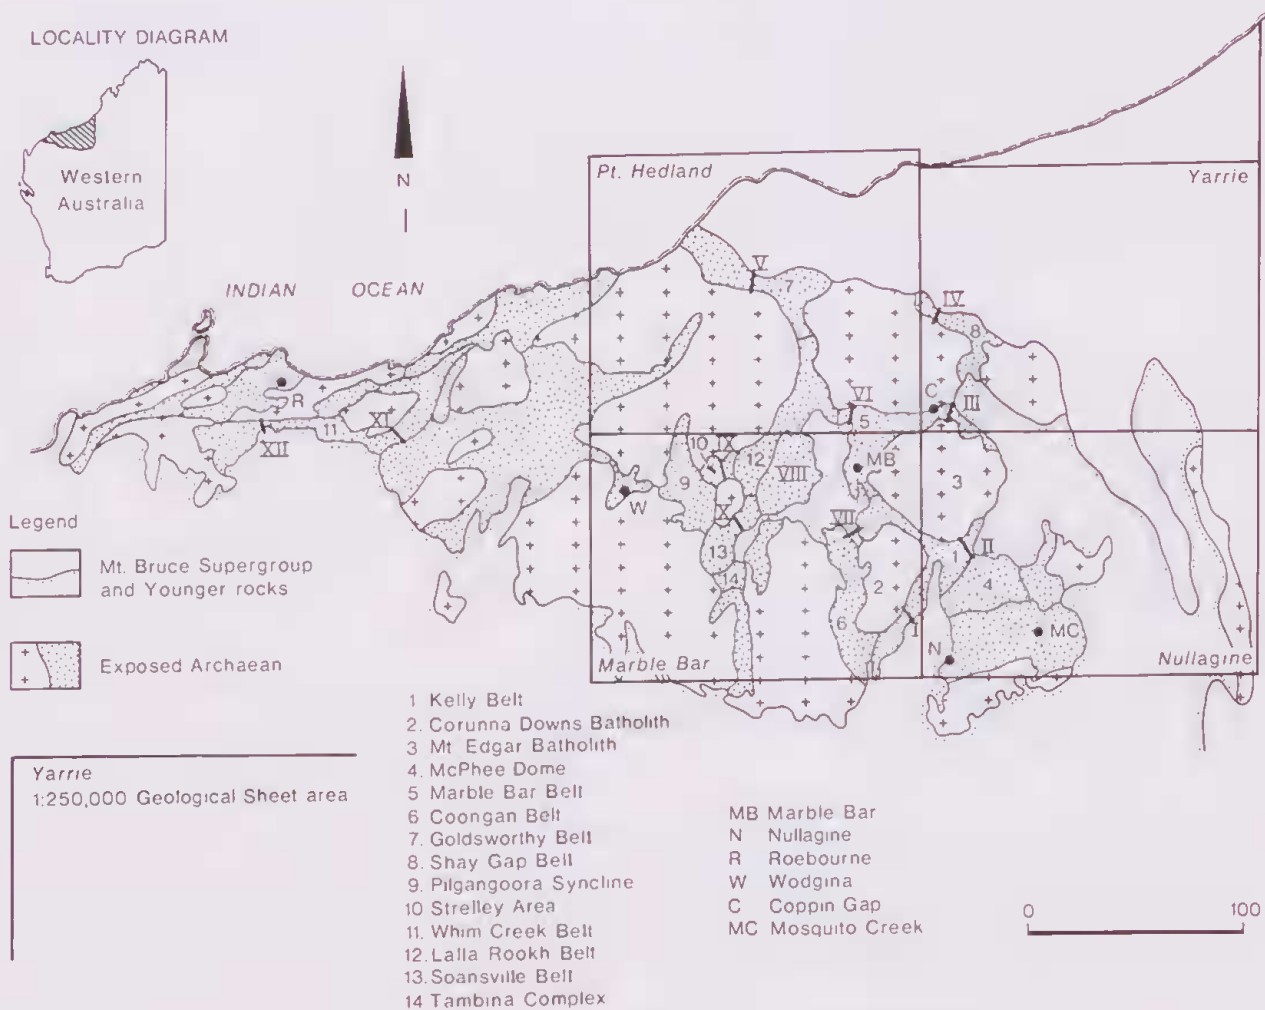 LOCALITY DIAGRAM
Western
Australia
N
INDIAN OCEAN
Pt. Hedland
Yarrie
V
7
IV
8
R
XI
11
XII
VI
5
C
III
10
IX
12
9
VIII
MB
3
W
X
VII
13
14
2
1
II
4
6
I
N
MC
Marble Bar
Nullagine
Legend
Mt. Bruce Supergroup
and Younger rocks
Exposed Archaean
Yarrie
1:250,000 Geological Sheet area
1 Kelly Belt
2. Corunna Downs Batholith
3 Mt Edgar Batholith
4. McPhee Dome
5 Marble Bar Belt
6 Coongan Belt
7. Goldsworthy Belt
8. Shay Gap Belt
9. Pilgangoora Syncline
10 Strelley Area
11. Whim Creek Belt
12. Lalla Rookh Belt
13. Soansville Belt
14 Tambina Complex
MB Marble Bar
N Nullagine
R Roebourne
W Wodgina
C Coppin Gap
MC Mosquito Creek
0 100